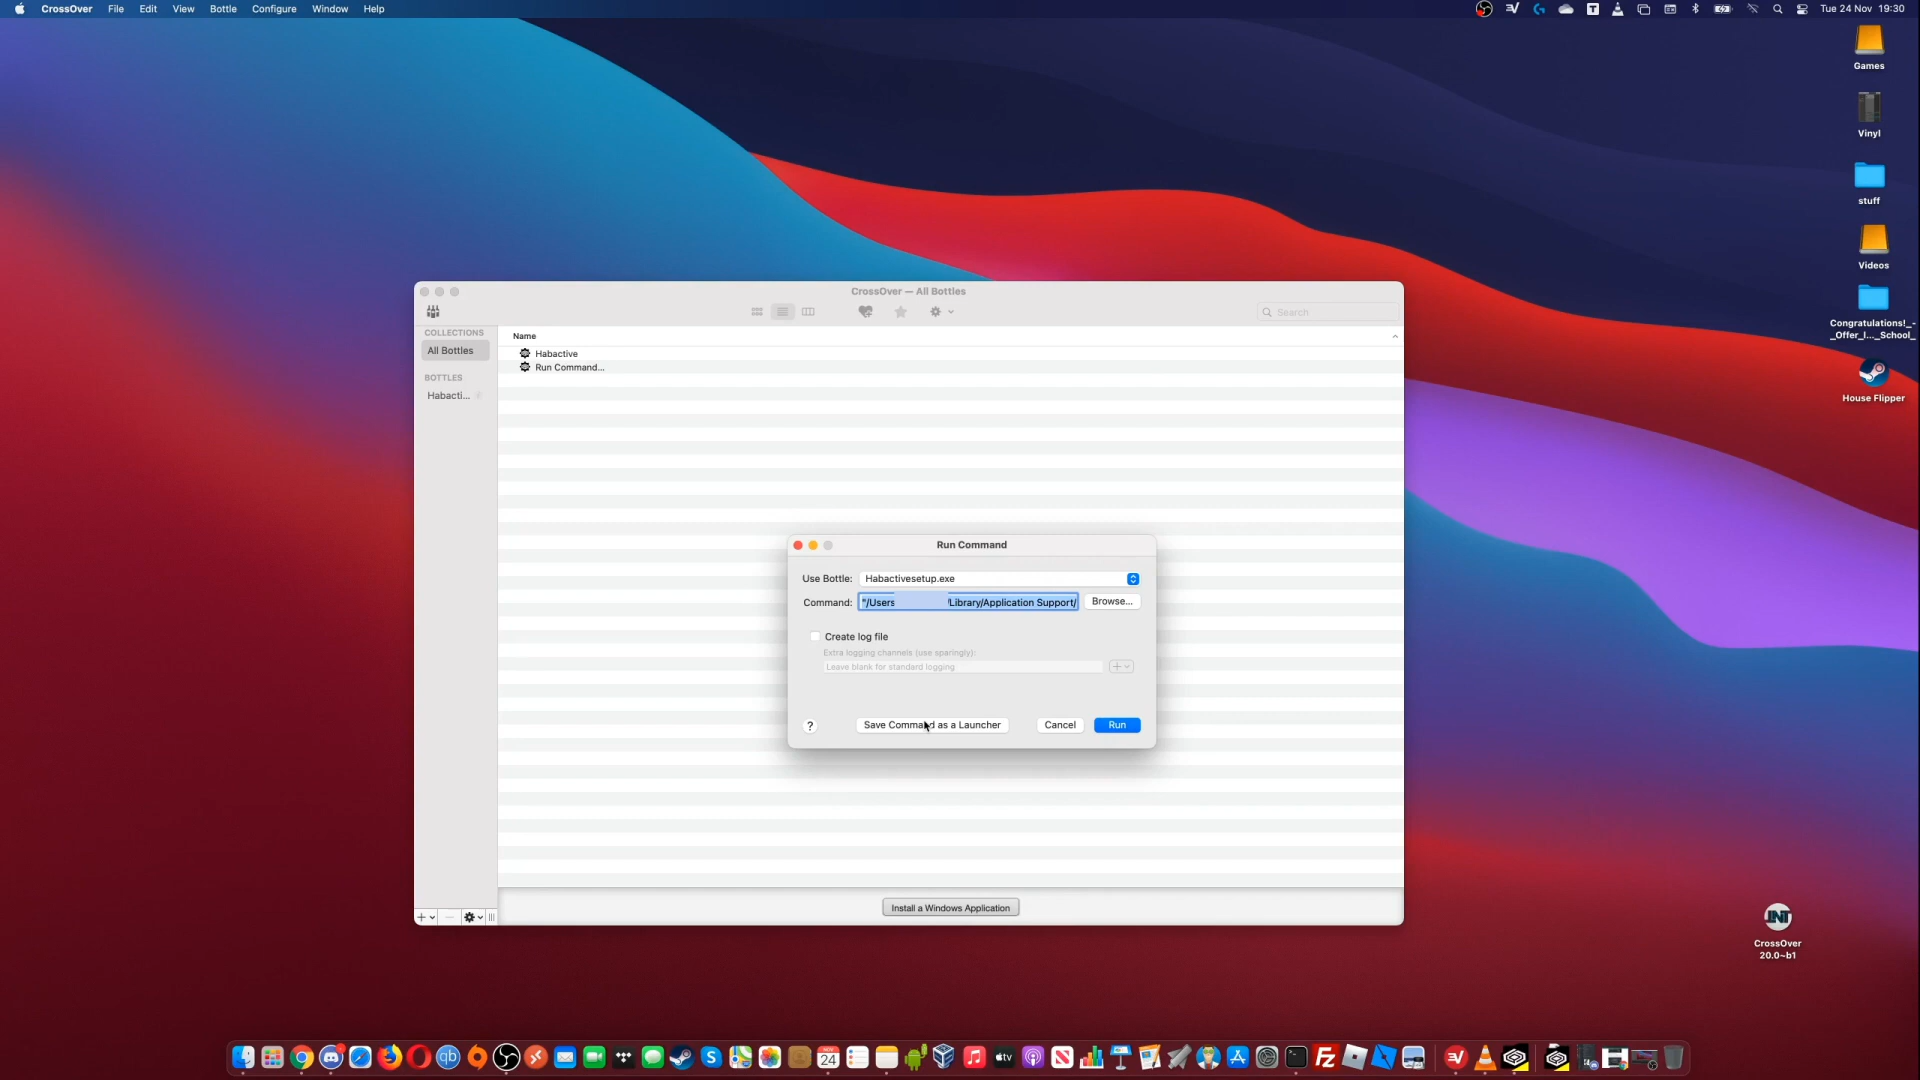 CrossOver File Edit View Bottle Configure Window Help
Tue 24 Nov 19:30
Games
Vinyl
stuff
Videos
Congratulations!_-
_Offer_I..._School_
House Flipper
CrossOver — All Bottles
Search
COLLECTIONS
All Bottles
BOTTLES
Habacti...
Name
Habactive
Run Command...
Run Command
Use Bottle: Habactivesetup.exe
Command: "/Users /Library/Application Support/ Browse...
Create log file
Extra logging channels (use sparingly):
Leave blank for standard logging
? Save Command as a Launcher Cancel Run
Install a Windows Application
CrossOver
20.0~b1
NOV
24